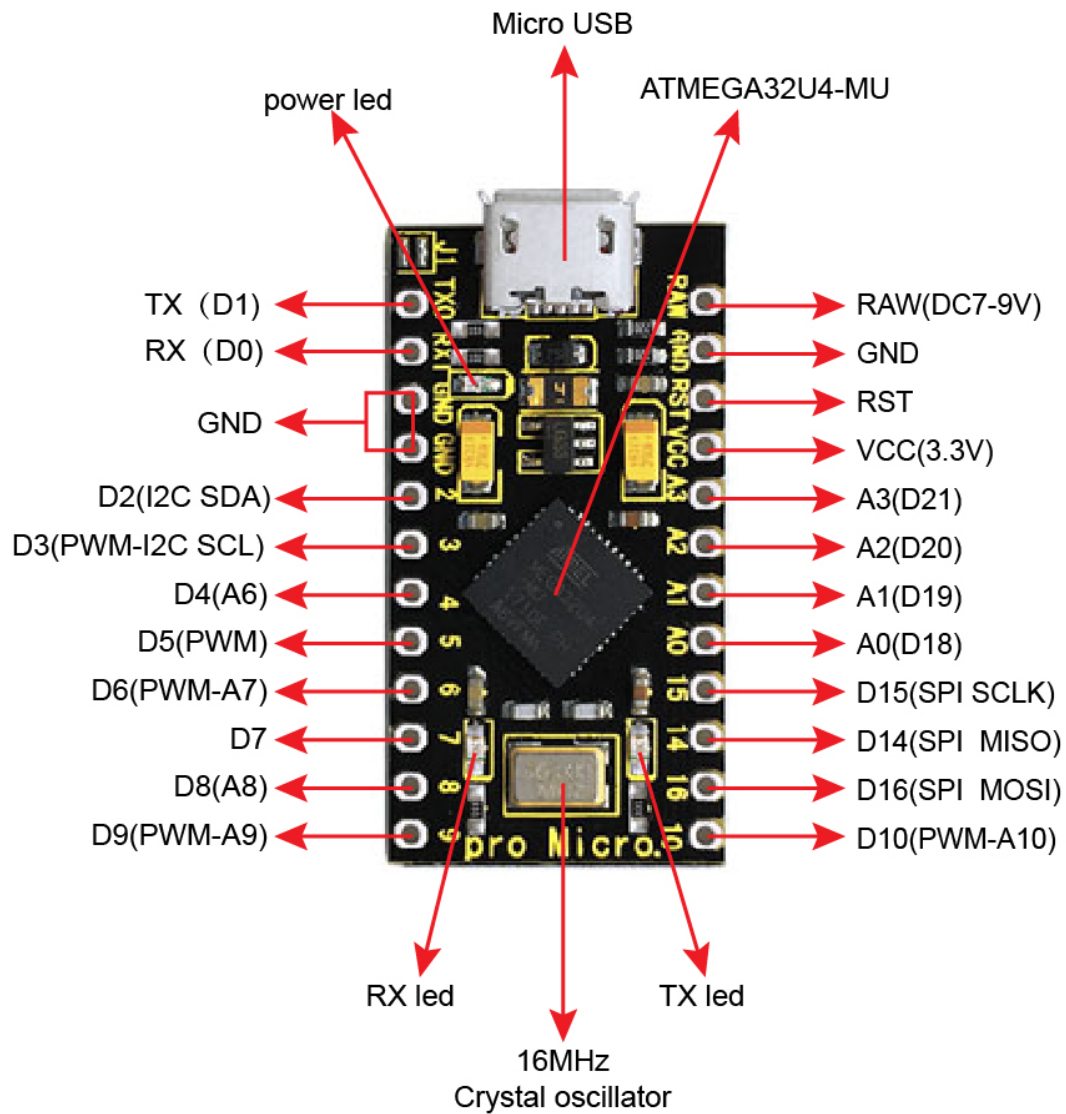 Micro USB
power led
ATMEGA32U4-MU
TX（D1)
RX（D0)
GND
D2(I2C SDA)
D3(PWM-I2C SCL)
D4(A6)
D5(PWM)
D6(PWM-A7)
D7
D8(A8)
D9(PWM-A9)
J1
TXO
RXI
GND
GND
2
3
4
5
6
7
8
9
RAW
GND
RST
VCC
A3
A2
A1
A0
15
14
16
10
ATMEL
pro Micro.
RAW(DC7-9V)
GND
RST
VCC(3.3V)
A3(D21)
A2(D20)
A1(D19)
A0(D18)
D15(SPI SCLK)
D14(SPI MISO)
D16(SPI MOSI)
D10(PWM-A10)
RX led
TX led
16MHz
Crystal oscillator